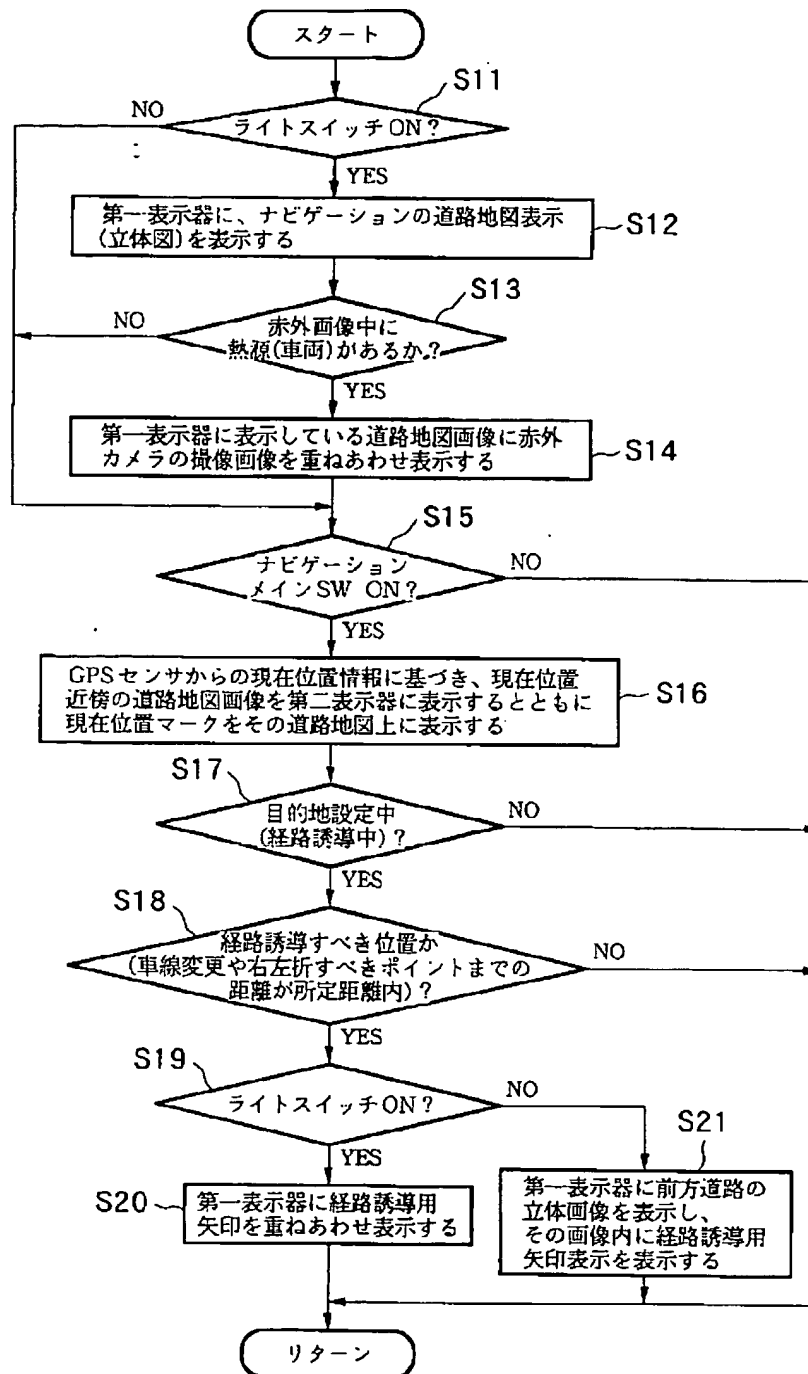 スタート
S11
NO
ライトスイッチON?
YES
第一表示器に、ナビゲーションの道路地図表示
(立体図)を表示する
S12
S13
NO
赤外画像中に
熱源(車両)があるか?
YES
第一表示器に表示している道路地図画像に赤外
カメラの撮像画像を重ねあわせ表示する
S14
S15
ナビゲーション
メインSW ON?
NO
YES
GPSセンサからの現在位置情報に基づき、現在位置
近傍の道路地図画像を第二表示器に表示するとともに
現在位置マークをその道路地図上に表示する
S16
S17
目的地設定中
(経路誘導中)?
NO
YES
S18
経路誘導すべき位置か
(車線変更や右左折すべきポイントまでの
距離が所定距離内)?
NO
YES
S19
ライトスイッチON?
NO
YES
S21
S20
第一表示器に経路誘導用
矢印を重ねあわせ表示する
第一表示器に前方道路の
立体画像を表示し、
その画像内に経路誘導用
矢印表示を表示する
リターン